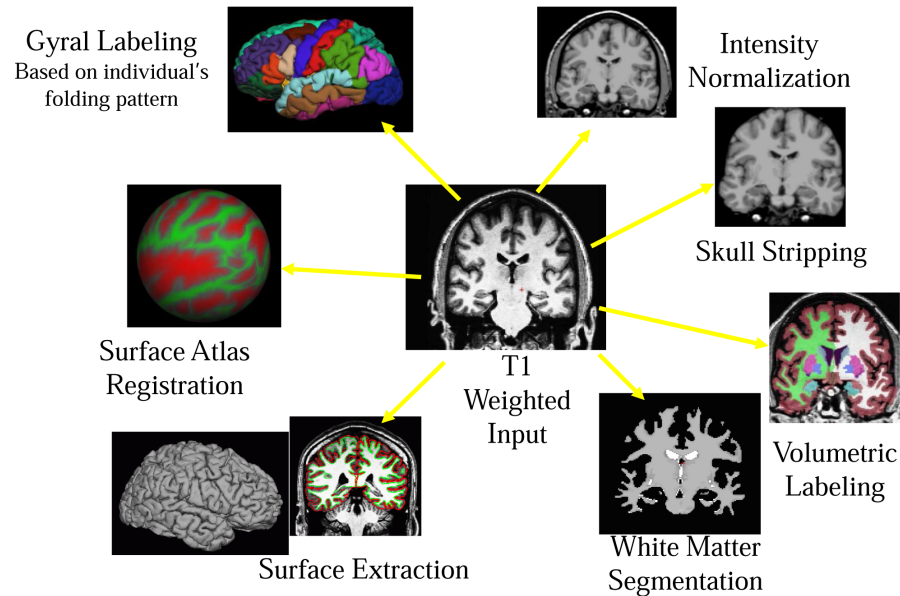 Gyral Labeling
Based on individual's
folding pattern
Intensity
Normalization
Skull Stripping
Surface Atlas
Registration
T1
Weighted
Input
Volumetric
Labeling
White Matter
Segmentation
Surface Extraction